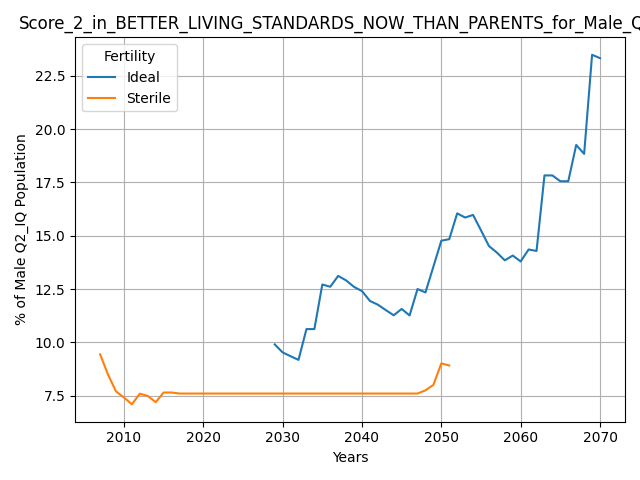 Score_2_in_BETTER_LIVING_STANDARDS_NOW_THAN_PARENTS_for_Male_Q
Fertility
Ideal
Sterile
% of Male Q2_IQ Population
22.5
20.0
17.5
15.0
12.5
10.0
7.5
2010 2020 2030 2040 2050 2060 2070
Years